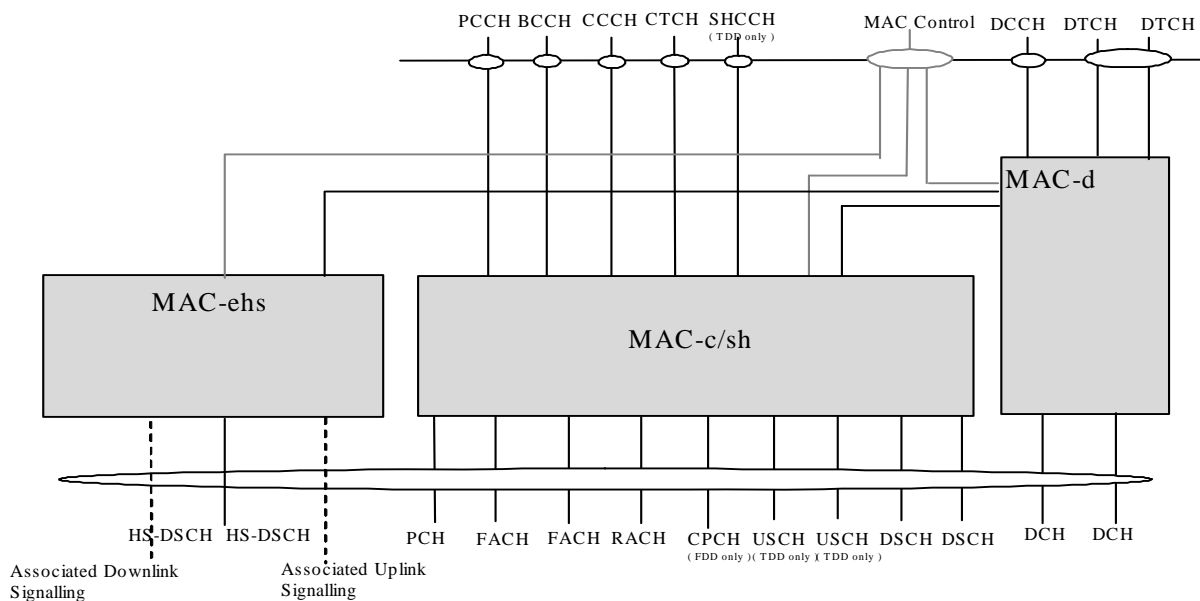 PCCH BCCH CCCH CTCH SHCCH MAC Control DCCH DTCH DTCH
( TDD only )
MAC-d
MAC-ehs
MAC-c/sh
HS-DSCH HS-DSCH PCH FACH FACH RACH CPCH USCH USCH DSCH DSCH DCH DCH
( FDD only ) ( TDD only ) ( TDD only )
Associated Downlink
Signalling
Associated Uplink
Signalling